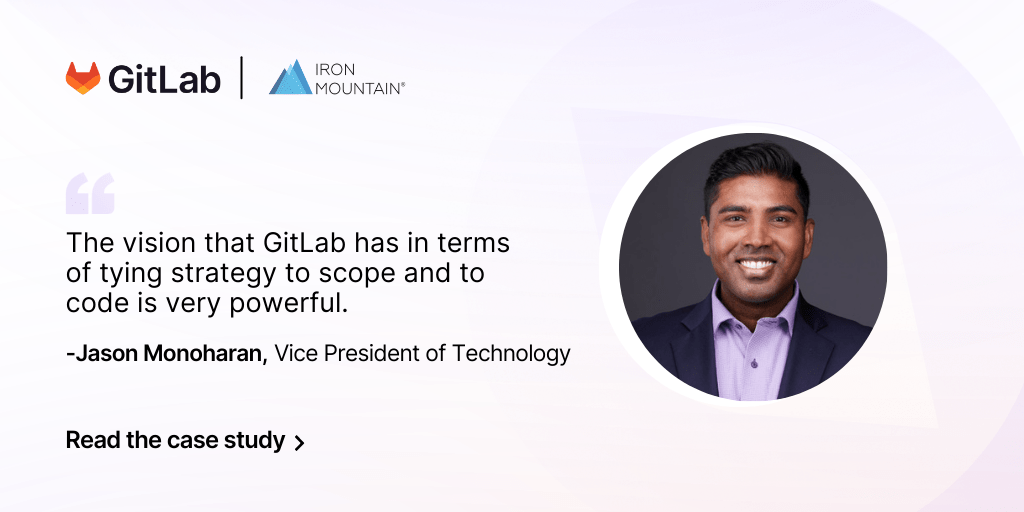 GitLab
IRON
MOUNTAIN®
The vision that GitLab has in terms
of tying strategy to scope and to
code is very powerful.
-Jason Monoharan, Vice President of Technology
Read the case study